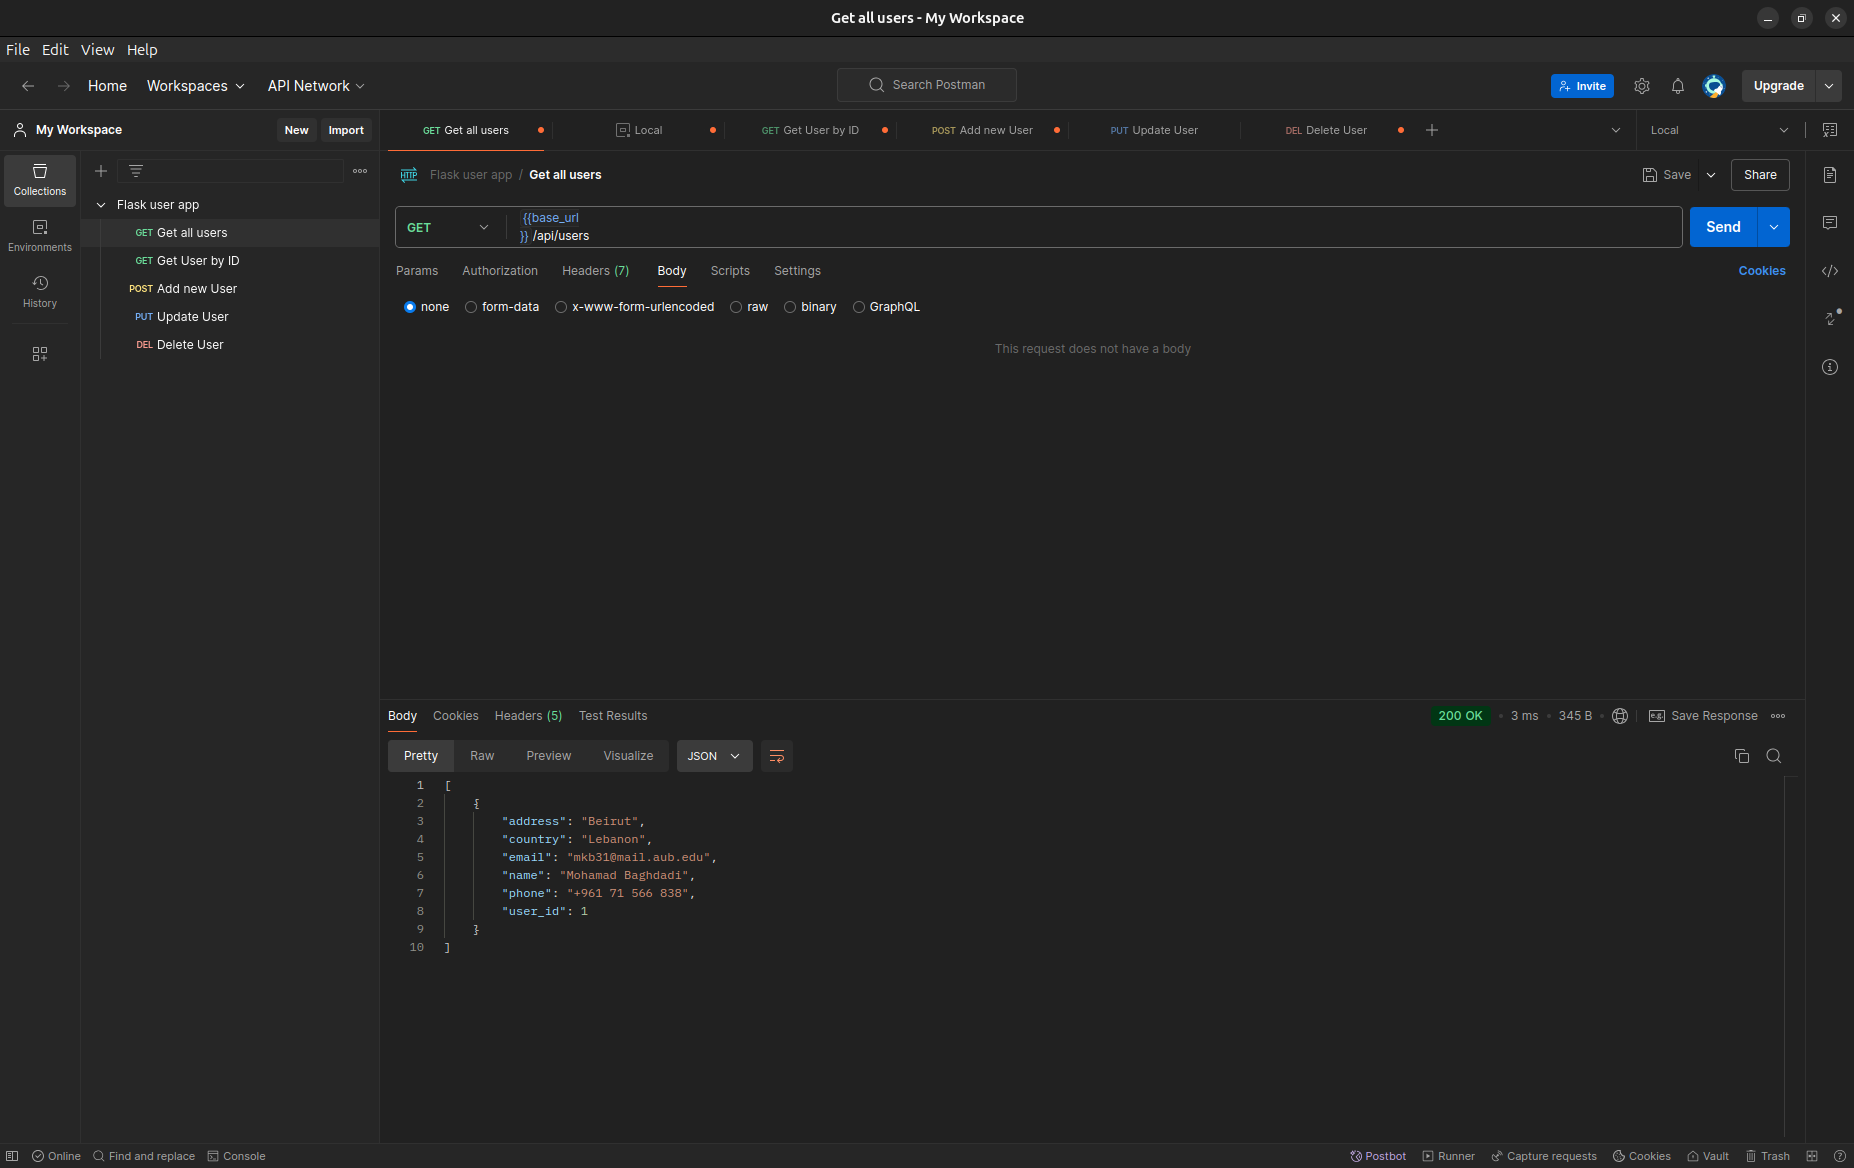 Get all users - My Workspace
File Edit View Help
Home Workspaces API Network Search Postman Invite Upgrade
My Workspace New Import
GET Get all users Local GET Get User by ID POST Add new User PUT Update User DEL Delete User Local
Collections
Environments
History
Flask user app
GET Get all users
GET Get User by ID
POST Add new User
PUT Update User
DEL Delete User
HTTP Flask user app / Get all users Save Share
GET {{base_url
}} /api/users Send
Params Authorization Headers (7) Body Scripts Settings Cookies
none form-data x-www-form-urlencoded raw binary GraphQL
This request does not have a body
Body Cookies Headers (5) Test Results 200 OK 3 ms 345 B e.g. Save Response
Pretty Raw Preview Visualize JSON
1 [
2 {
3 "address": "Beirut",
4 "country": "Lebanon",
5 "email": "mkb31@mail.aub.edu",
6 "name": "Mohamad Baghdadi",
7 "phone": "+961 71 566 838",
8 "user_id": 1
9 }
10 ]
Online Find and replace Console Postbot Runner Capture requests Cookies Vault Trash